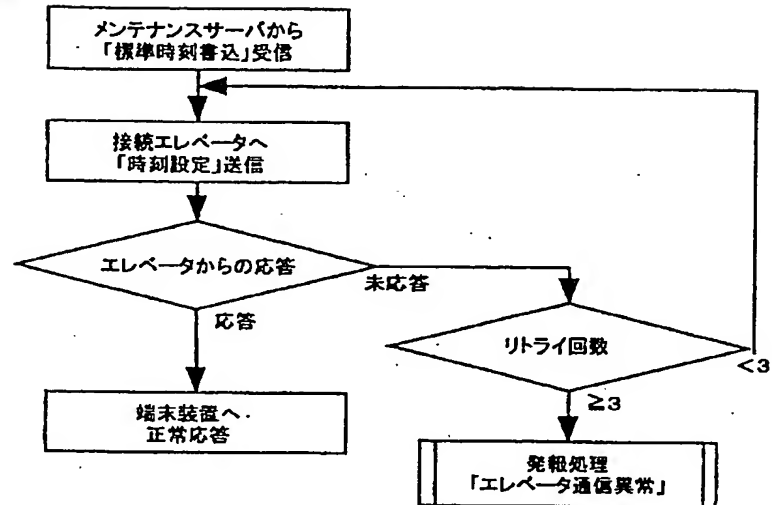 メンテナンスサーバから
「標準時刻書込」受信
接続エレベータへ
「時刻設定」送信
エレベータからの応答
未応答
応答
リトライ回数
<3
≧3
端末装置へ
正常応答
発報処理
「エレベータ通信異常」